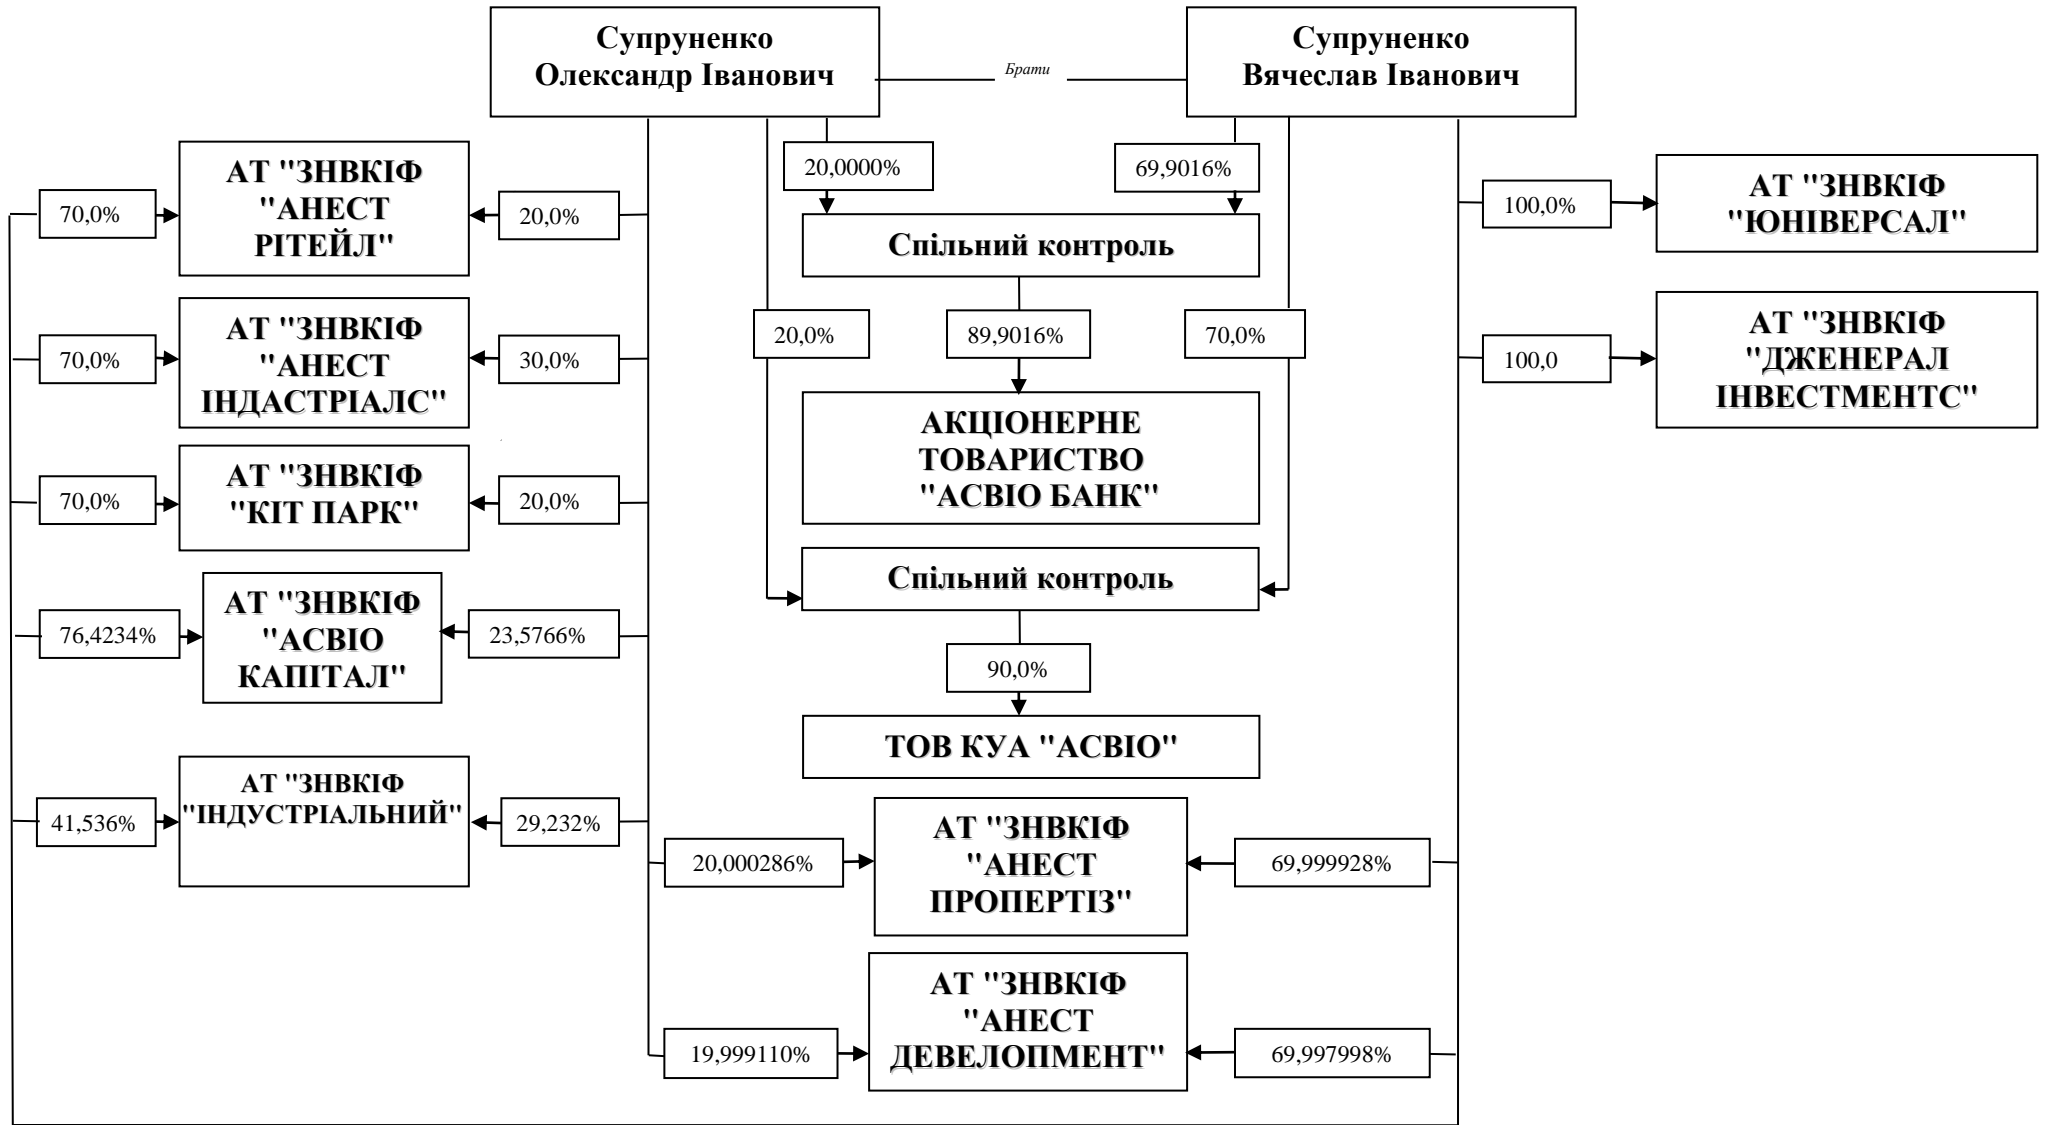 Супруненко
Олександр Іванович
Брати
Супруненко
Вячеслав Іванович
20,0000%
69,9016%
70,0%
АТ "ЗНВКІФ
"АНЕСТ
РІТЕЙЛ"
20,0%
Спільний контроль
100,0%
АТ "ЗНВКІФ
"ЮНІВЕРСАЛ"
70,0%
АТ "ЗНВКІФ
"АНЕСТ
ІНДАСТРІАЛС"
30,0%
20,0%
89,9016%
70,0%
100,0
АТ "ЗНВКІФ
"ДЖЕНЕРАЛ
ІНВЕСТМЕНТС"
АКЦІОНЕРНЕ
ТОВАРИСТВО
"АСВІО БАНК"
70,0%
АТ "ЗНВКІФ
"КІТ ПАРК"
20,0%
Спільний контроль
76,4234%
АТ "ЗНВКІФ
"АСВІО
КАПІТАЛ"
23,5766%
90,0%
ТОВ КУА "АСВІО"
41,536%
АТ "ЗНВКІФ
"ІНДУСТРІАЛЬНИЙ"
29,232%
20,000286%
АТ "ЗНВКІФ
"АНЕСТ
ПРОПЕРТІЗ"
69,999928%
19,999110%
АТ "ЗНВКІФ
"АНЕСТ
ДЕВЕЛОПМЕНТ"
69,997998%